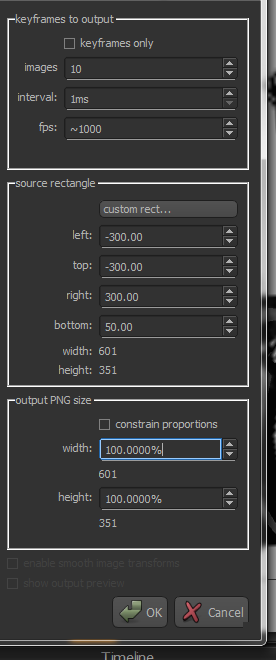 keyframes to output
keyframes only
images 10
interval: 1ms
fps: ~1000
source rectangle
custom rect...
left: -300.00
top: -300.00
right: 300.00
bottom: 50.00
width: 601
height: 351
output PNG size
constrain proportions
width: 100.0000%
601
height: 100.0000%
351
enable smooth image transforms
show output preview
OK Cancel
Timeline